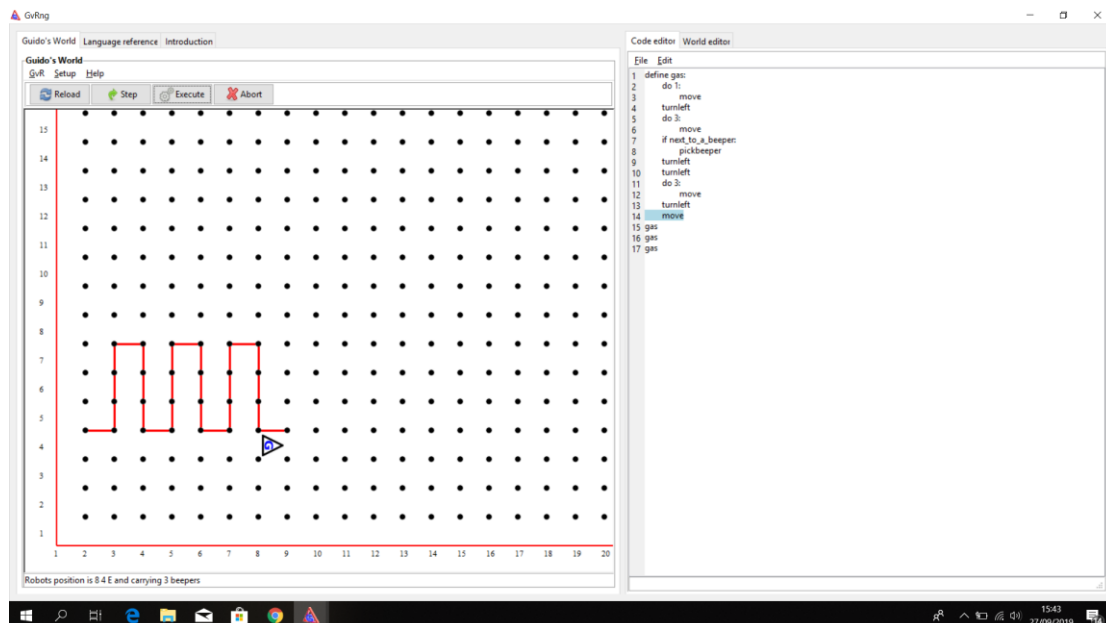 GvRng
Guido's World Language reference Introduction
Guido's World
GvR Setup Help
Reload Step Execute Abort
15
14
13
12
11
10
9
8
7
6
5
4
3
2
1
1 2 3 4 5 6 7 8 9 10 11 12 13 14 15 16 17 18 19 20
G
Robots position is 8 4 E and carrying 3 beepers
Code editor World editor
File Edit
1 define gas:
2 do 1:
3 move
4 turnleft
5 do 3:
6 move
7 if next_to_a_beeper:
8 pickbeeper
9 turnleft
10 turnleft
11 do 3:
12 move
13 turnleft
14 move
15 gas
16 gas
17 gas
15:43
27/09/2019